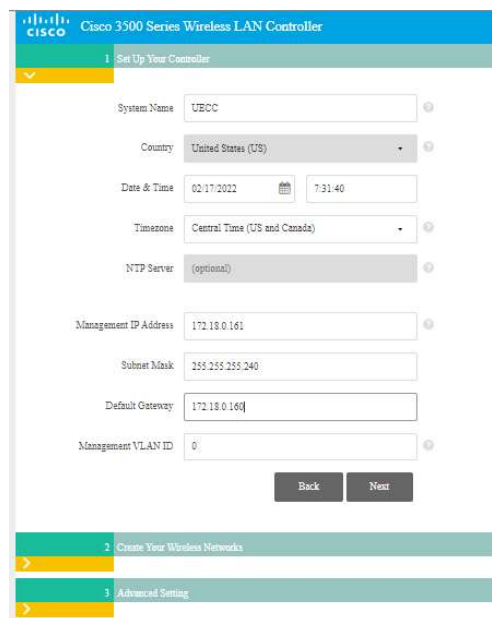 CISCO Cisco 3500 Series Wireless LAN Controller
1 Set Up Your Controller
System Name UECC
Country United States (US)
Date & Time 02/17/2022 7:31:40
Timezone Central Time (US and Canada)
NTP Server (optional)
Management IP Address 172.18.0.161
Subnet Mask 255.255.255.240
Default Gateway 172.18.0.160
Management VLAN ID 0
Back Next
2 Create Your Wireless Networks
3 Advanced Setting